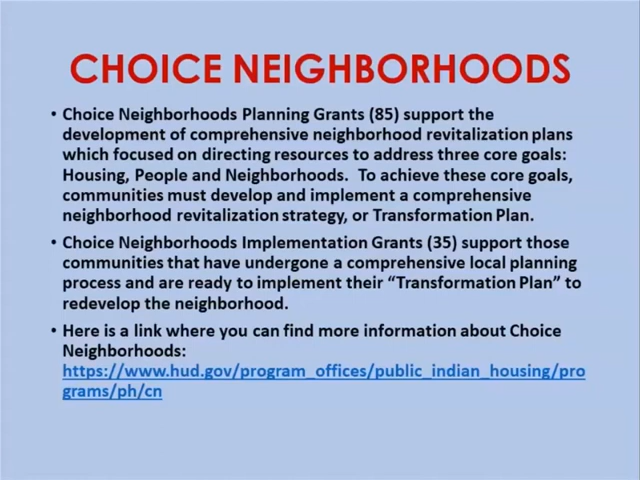 CHOICE NEIGHBORHOODS
• Choice Neighborhoods Planning Grants (85) support the
development of comprehensive neighborhood revitalization plans
which focused on directing resources to address three core goals:
Housing, People and Neighborhoods. To achieve these core goals,
communities must develop and implement a comprehensive
neighborhood revitalization strategy, or Transformation Plan.
• Choice Neighborhoods Implementation Grants (35) support those
communities that have undergone a comprehensive local planning
process and are ready to implement their “Transformation Plan” to
redevelop the neighborhood.
• Here is a link where you can find more information about Choice
Neighborhoods:
https://www.hud.gov/program_offices/public_indian_housing/pro
grams/ph/cn